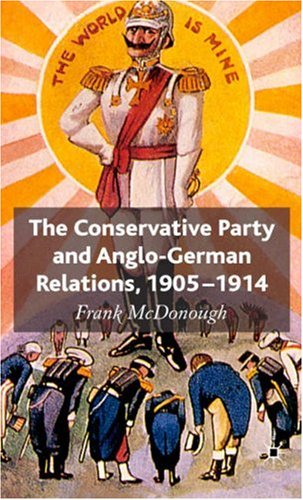 THE WORLD IS MINE
The Conservative Party
and Anglo-German
Relations, 1905–1914
Frank McDonough